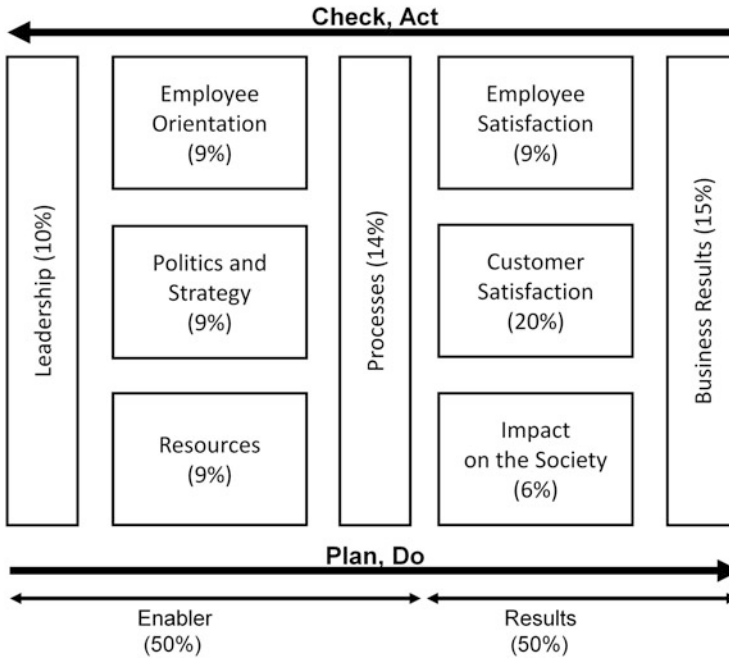 Check, Act
Leadership (10%)
Employee
Orientation
(9%)
Politics and
Strategy
(9%)
Resources
(9%)
Processes (14%)
Employee
Satisfaction
(9%)
Customer
Satisfaction
(20%)
Impact
on the Society
(6%)
Business Results (15%)
Plan, Do
Enabler
(50%)
Results
(50%)